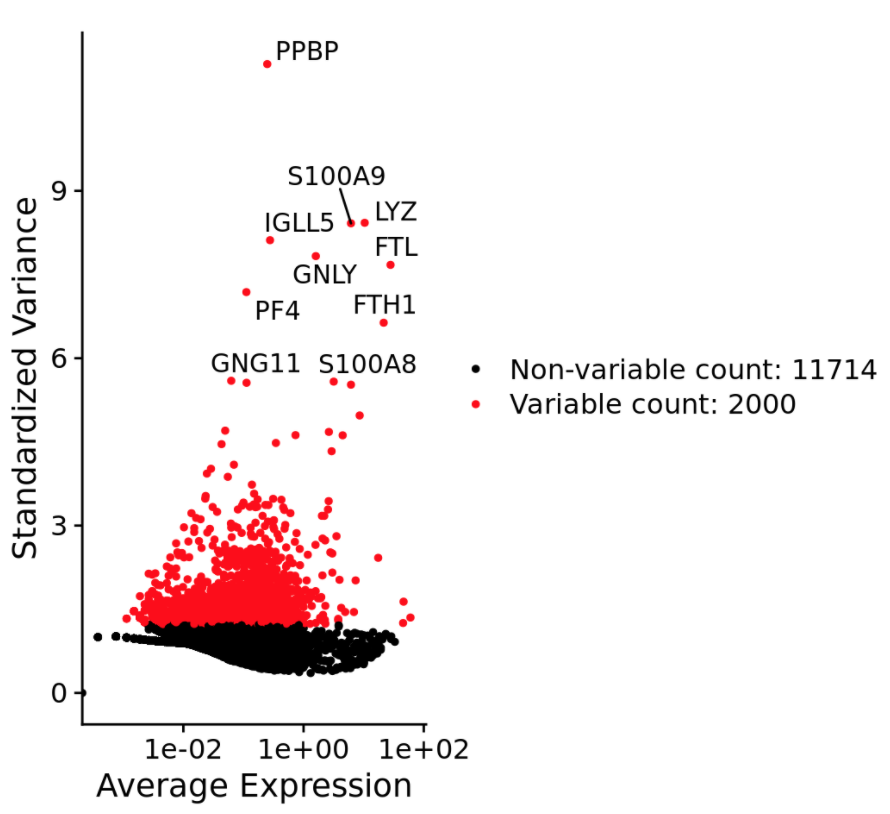 PPBP
S100A9
LYZ
IGLL5
FTL
GNLY
PF4
FTH1
GNG11
S100A8
9
6
3
0
Standardized Variance
1e-02
1e+00
1e+02
Average Expression
Non-variable count: 11714
Variable count: 2000